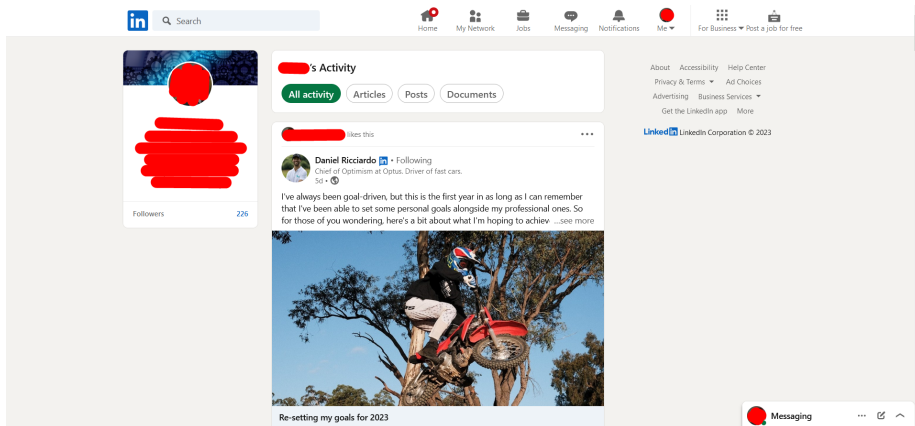 in
Search
Home
My Network
Jobs
Messaging
Notifications
Me
For Business
Post a job for free
Followers
226
's Activity
All activity
Articles
Posts
Documents
likes this
Daniel Ricciardo in • Following
Chief of Optimism at Optus. Driver of fast cars.
5d •
I've always been goal-driven, but this is the first year in as long as I can remember
that I've been able to set some personal goals alongside my professional ones. So
for those of you wondering, here's a bit about what I'm hoping to achiev ...see more
Re-setting my goals for 2023
About Accessibility Help Center
Privacy & Terms Ad Choices
Advertising Business Services
Get the LinkedIn app More
Linkedin LinkedIn Corporation © 2023
Messaging